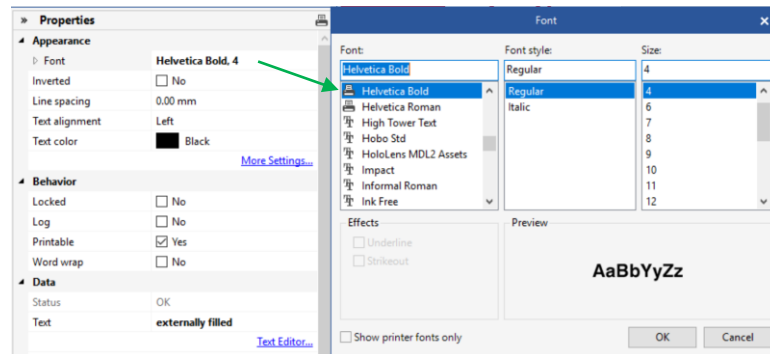 Properties
Appearance
Font Helvetica Bold, 4
Inverted No
Line spacing 0.00 mm
Text alignment Left
Text color Black
More Settings...
Behavior
Locked No
Log No
Printable Yes
Word wrap No
Data
Status OK
Text externally filled
Text Editor...
Font
Font: Font style: Size:
Helvetica Bold Regular 4
Helvetica Bold Regular 4
Helvetica Roman Italic 6
High Tower Text 7
Hobo Std 8
HoloLens MDL2 Assets 9
Impact 10
Informal Roman 11
Ink Free 12
Effects Preview
Underline
Strikeout
AaBbYyZz
Show printer fonts only OK Cancel